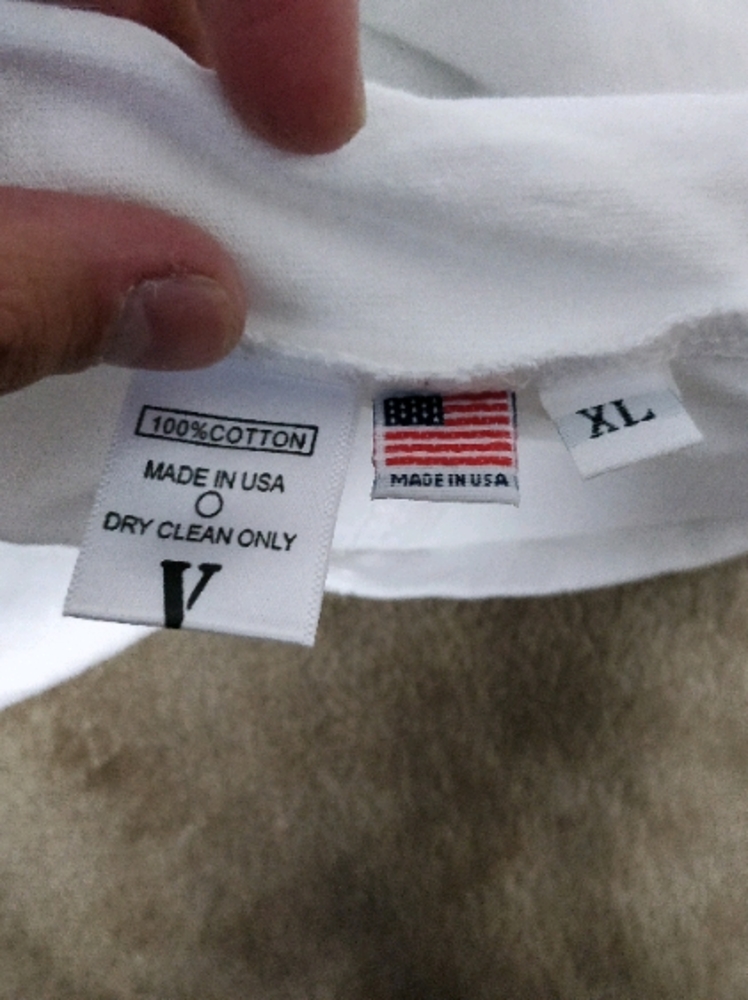 100%COTTON
MADE IN USA
DRY CLEAN ONLY
V
MADE IN USA
XL